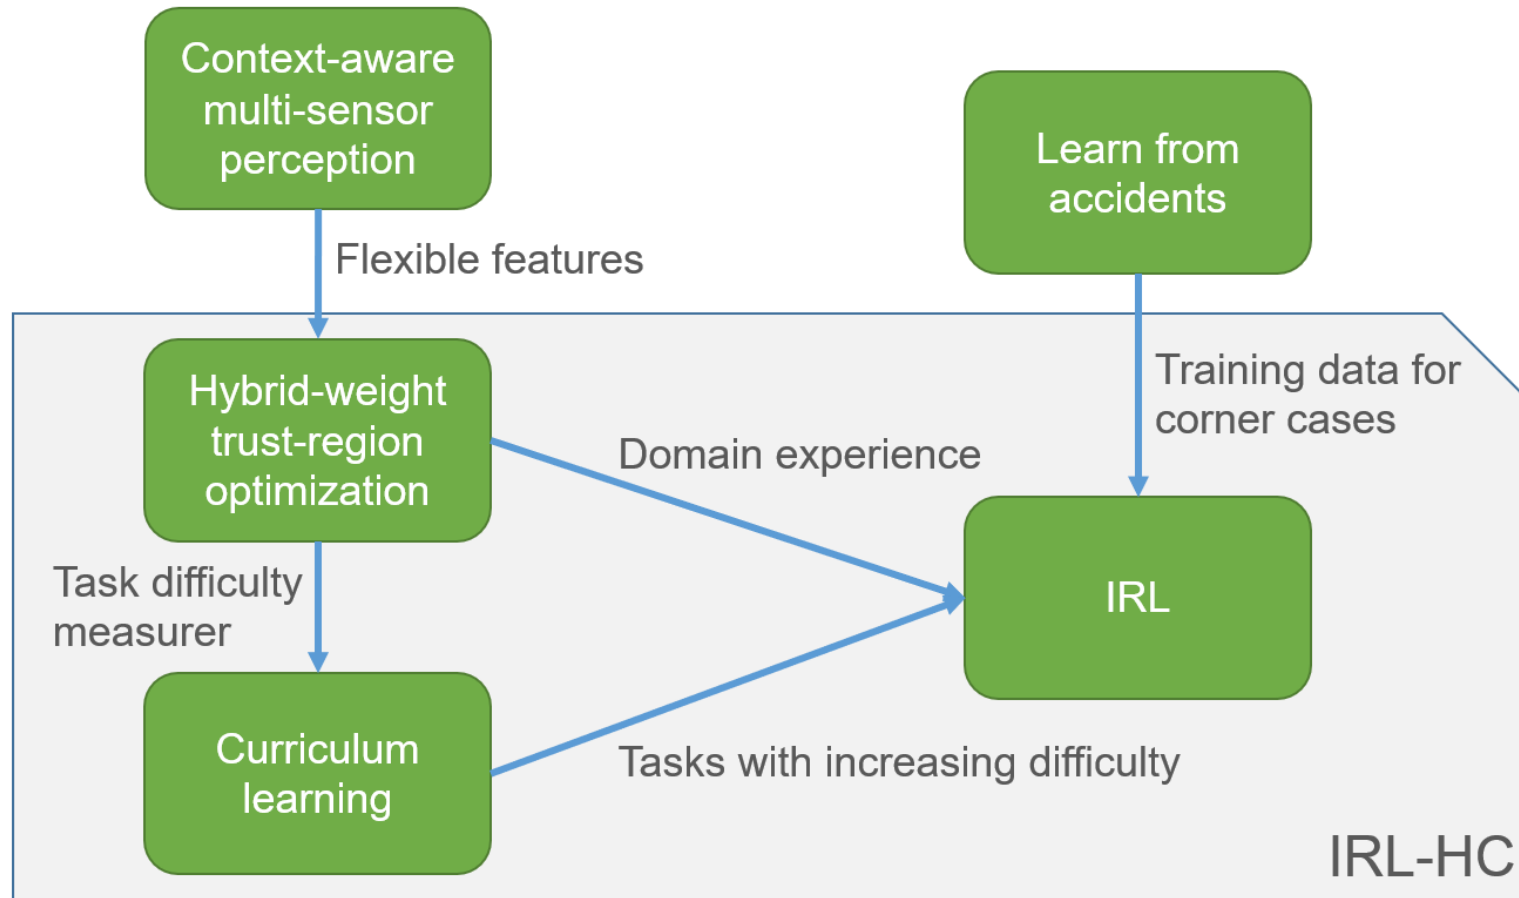 Context-aware
multi-sensor
perception
Learn from
accidents
Flexible features
Hybrid-weight
trust-region
optimization
Training data for
corner cases
Domain experience
Task difficulty
measurer
IRL
Curriculum
learning
Tasks with increasing difficulty
IRL-HC